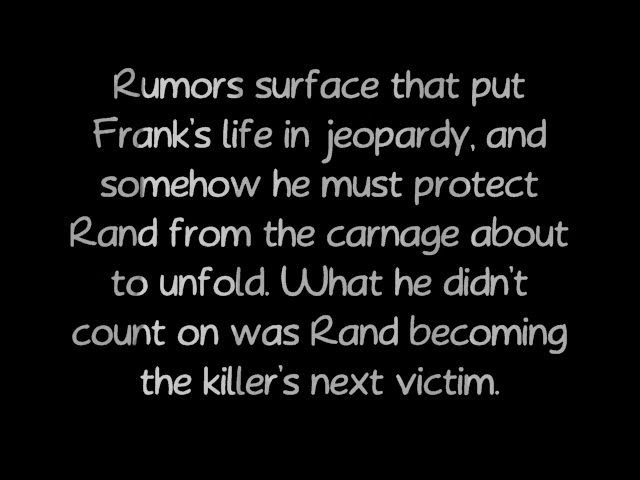 Rumors surface that put
Frank's life in jeopardy, and
somehow he must protect
Rand from the carnage about
to unfold. What he didn't
count on was Rand becoming
the killer's next victim.